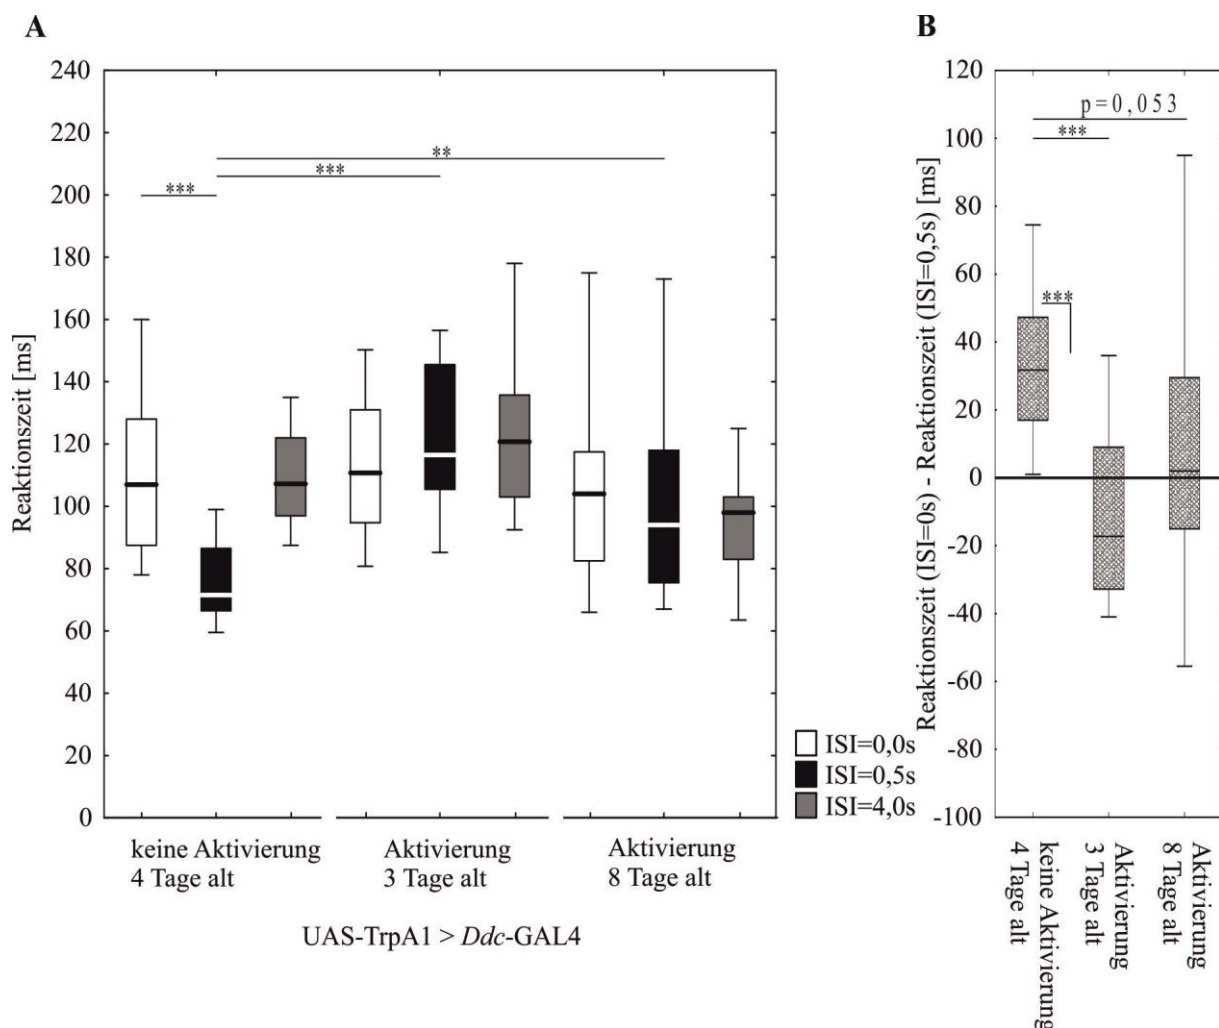 A
240
220
200
180
160
140
120
100
80
60
40
20
0
Reaktionszeit [ms]
***
***
**
keine Aktivierung
4 Tage alt
Aktivierung
3 Tage alt
Aktivierung
8 Tage alt
UAS-TrpA1 > Ddc-GAL4
ISI=0,0s
ISI=0,5s
ISI=4,0s
B
120
100
80
60
40
20
0
-20
-40
-60
-80
-100
Reaktionszeit (ISI=0s) - Reaktionszeit (ISI=0,5s) [ms]
p=0,053
***
***
keine Aktivierung
4 Tage alt
Aktivierung
3 Tage alt
Aktivierung
8 Tage alt